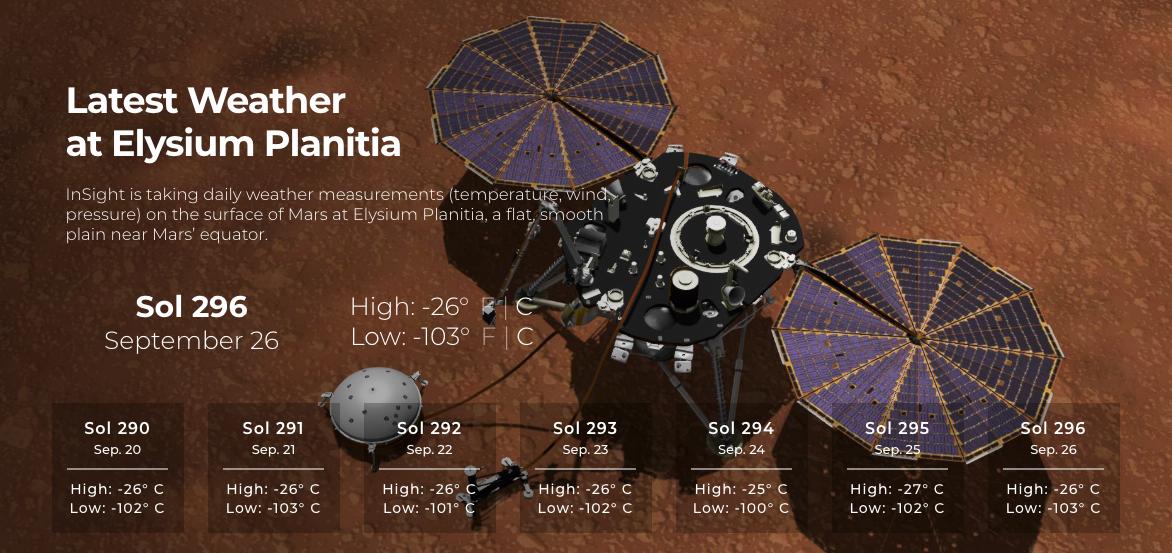 Latest Weather
at Elysium Planitia
InSight is taking daily weather measurements (temperature, wind,
pressure) on the surface of Mars at Elysium Planitia, a flat, smooth
plain near Mars’ equator.
Sol 296
September 26
High: -26° F | C
Low: -103° F | C
Sol 290
Sep. 20
High: -26° C
Low: -102° C
Sol 291
Sep. 21
High: -26° C
Low: -103° C
Sol 292
Sep. 22
High: -26° C
Low: -101° C
Sol 293
Sep. 23
High: -26° C
Low: -102° C
Sol 294
Sep. 24
High: -25° C
Low: -100° C
Sol 295
Sep. 25
High: -27° C
Low: -102° C
Sol 296
Sep. 26
High: -26° C
Low: -103° C